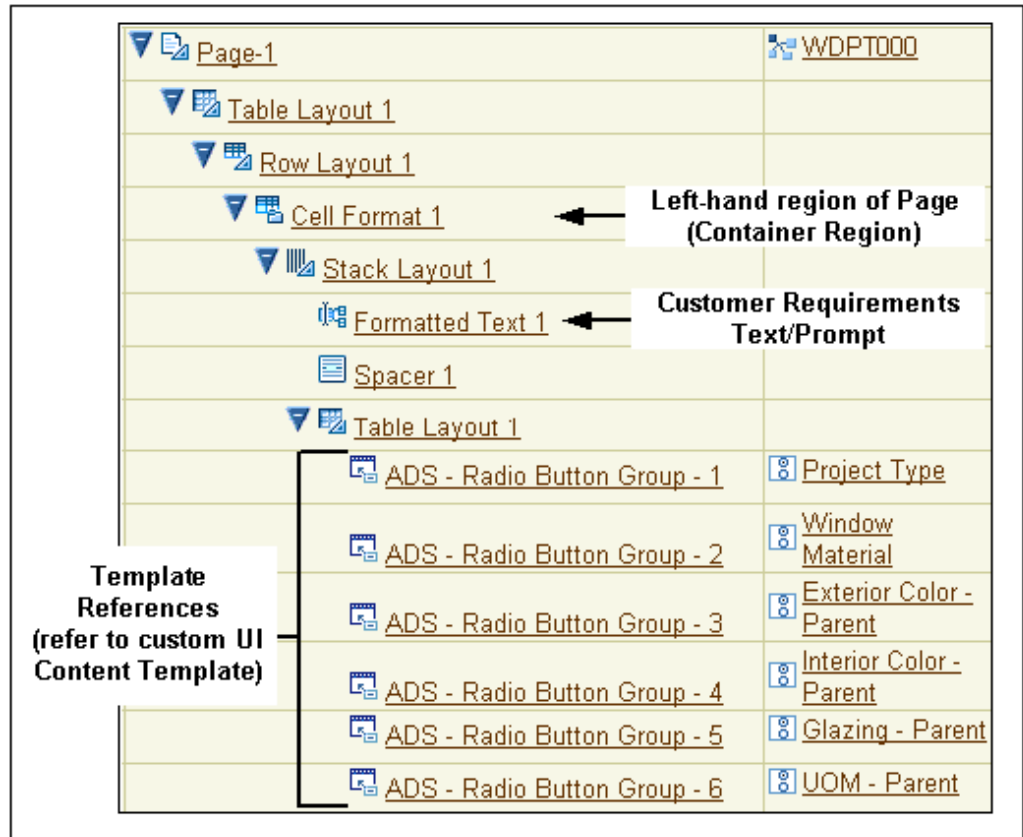 Page-1 WDPT000
Table Layout 1
Row Layout 1
Cell Format 1
Left-hand region of Page
(Container Region)
Stack Layout 1
Formatted Text 1
Customer Requirements
Text/Prompt
Spacer 1
Table Layout 1
ADS - Radio Button Group - 1 Project Type
ADS - Radio Button Group - 2 Window
Material
ADS - Radio Button Group - 3 Exterior Color -
Parent
ADS - Radio Button Group - 4 Interior Color -
Parent
ADS - Radio Button Group - 5 Glazing - Parent
ADS - Radio Button Group - 6 UOM - Parent
Template
References
(refer to custom UI
Content Template)